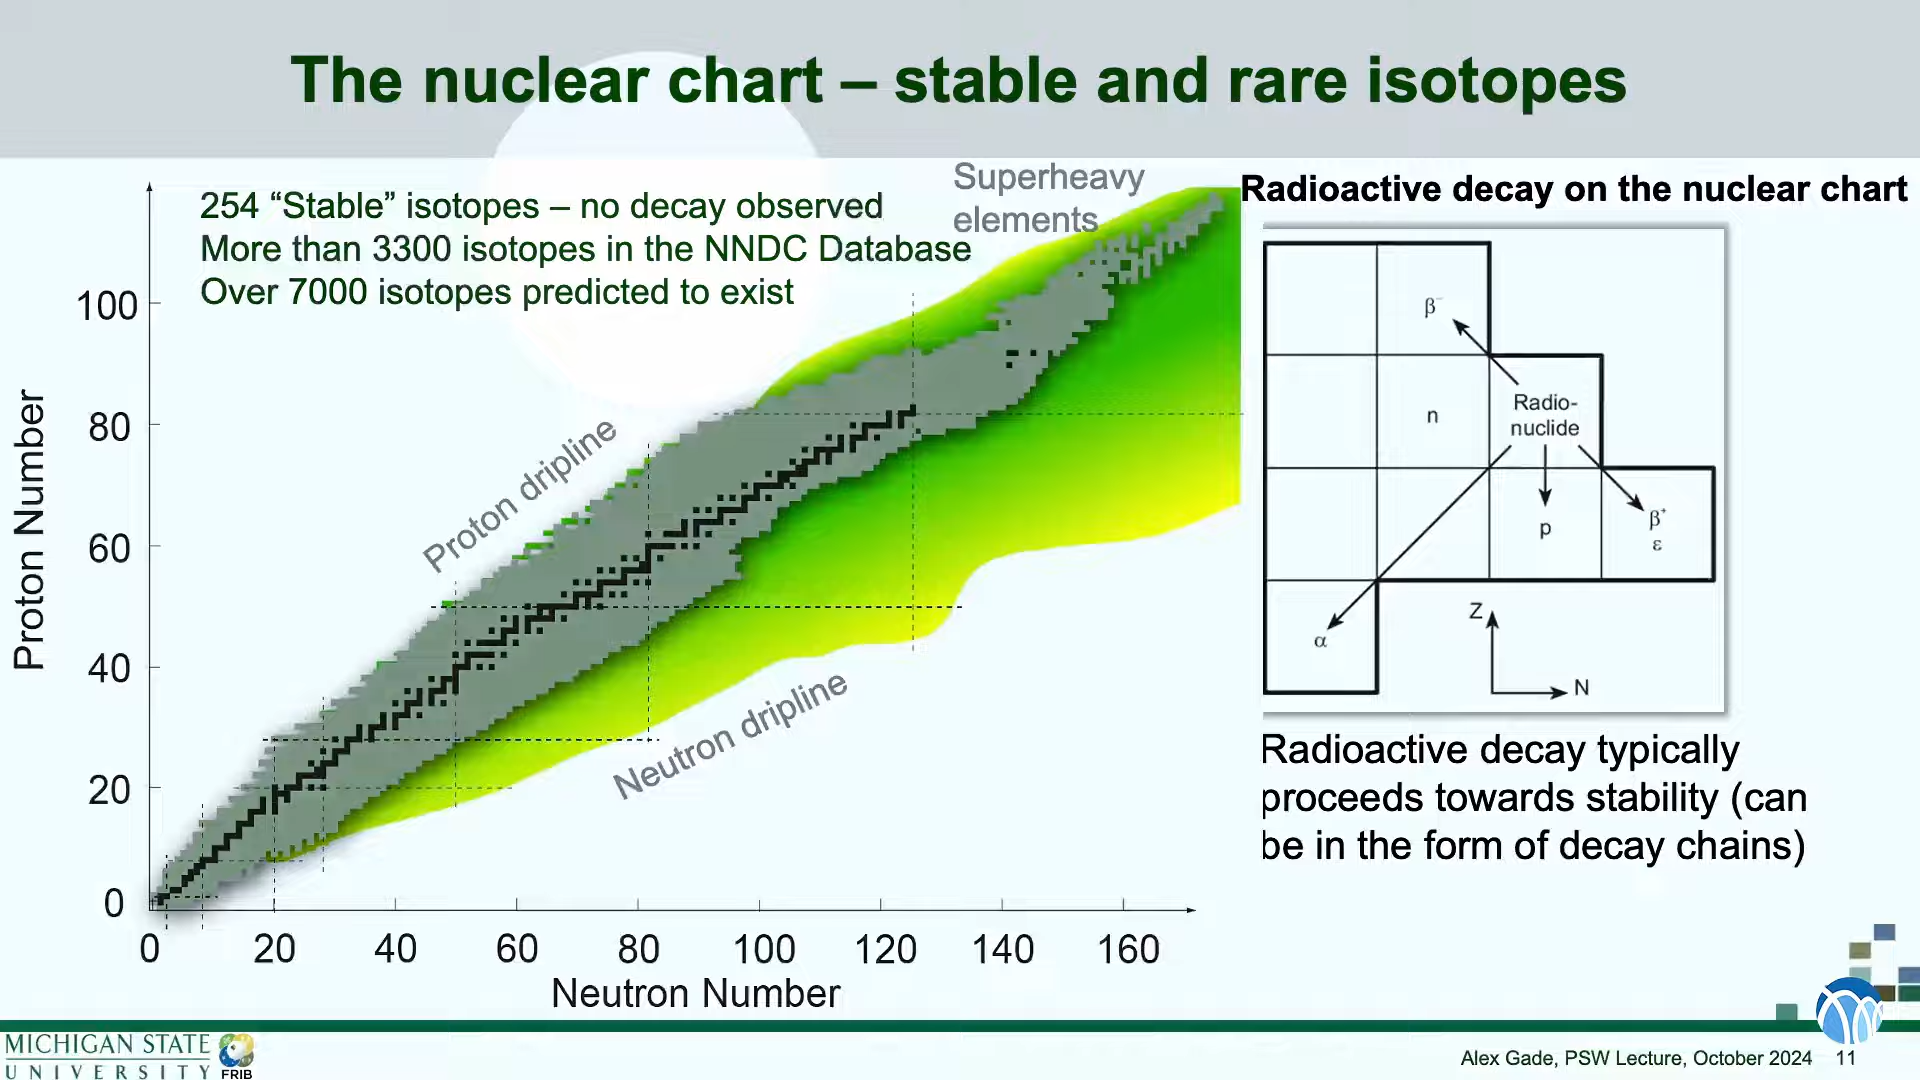 The nuclear chart – stable and rare isotopes
254 “Stable” isotopes – no decay observed
More than 3300 isotopes in the NNDC Database
Over 7000 isotopes predicted to exist
Superheavy
elements
Proton dripline
Neutron dripline
Proton Number
100
80
60
40
20
0
0 20 40 60 80 100 120 140 160
Neutron Number
Radioactive decay on the nuclear chart
β⁻
n
Radio-
nuclide
p
β⁺
ε
α
Z
N
Radioactive decay typically
proceeds towards stability (can
be in the form of decay chains)
MICHIGAN STATE
UNIVERSITY
FRIB
Alex Gade, PSW Lecture, October 2024 11